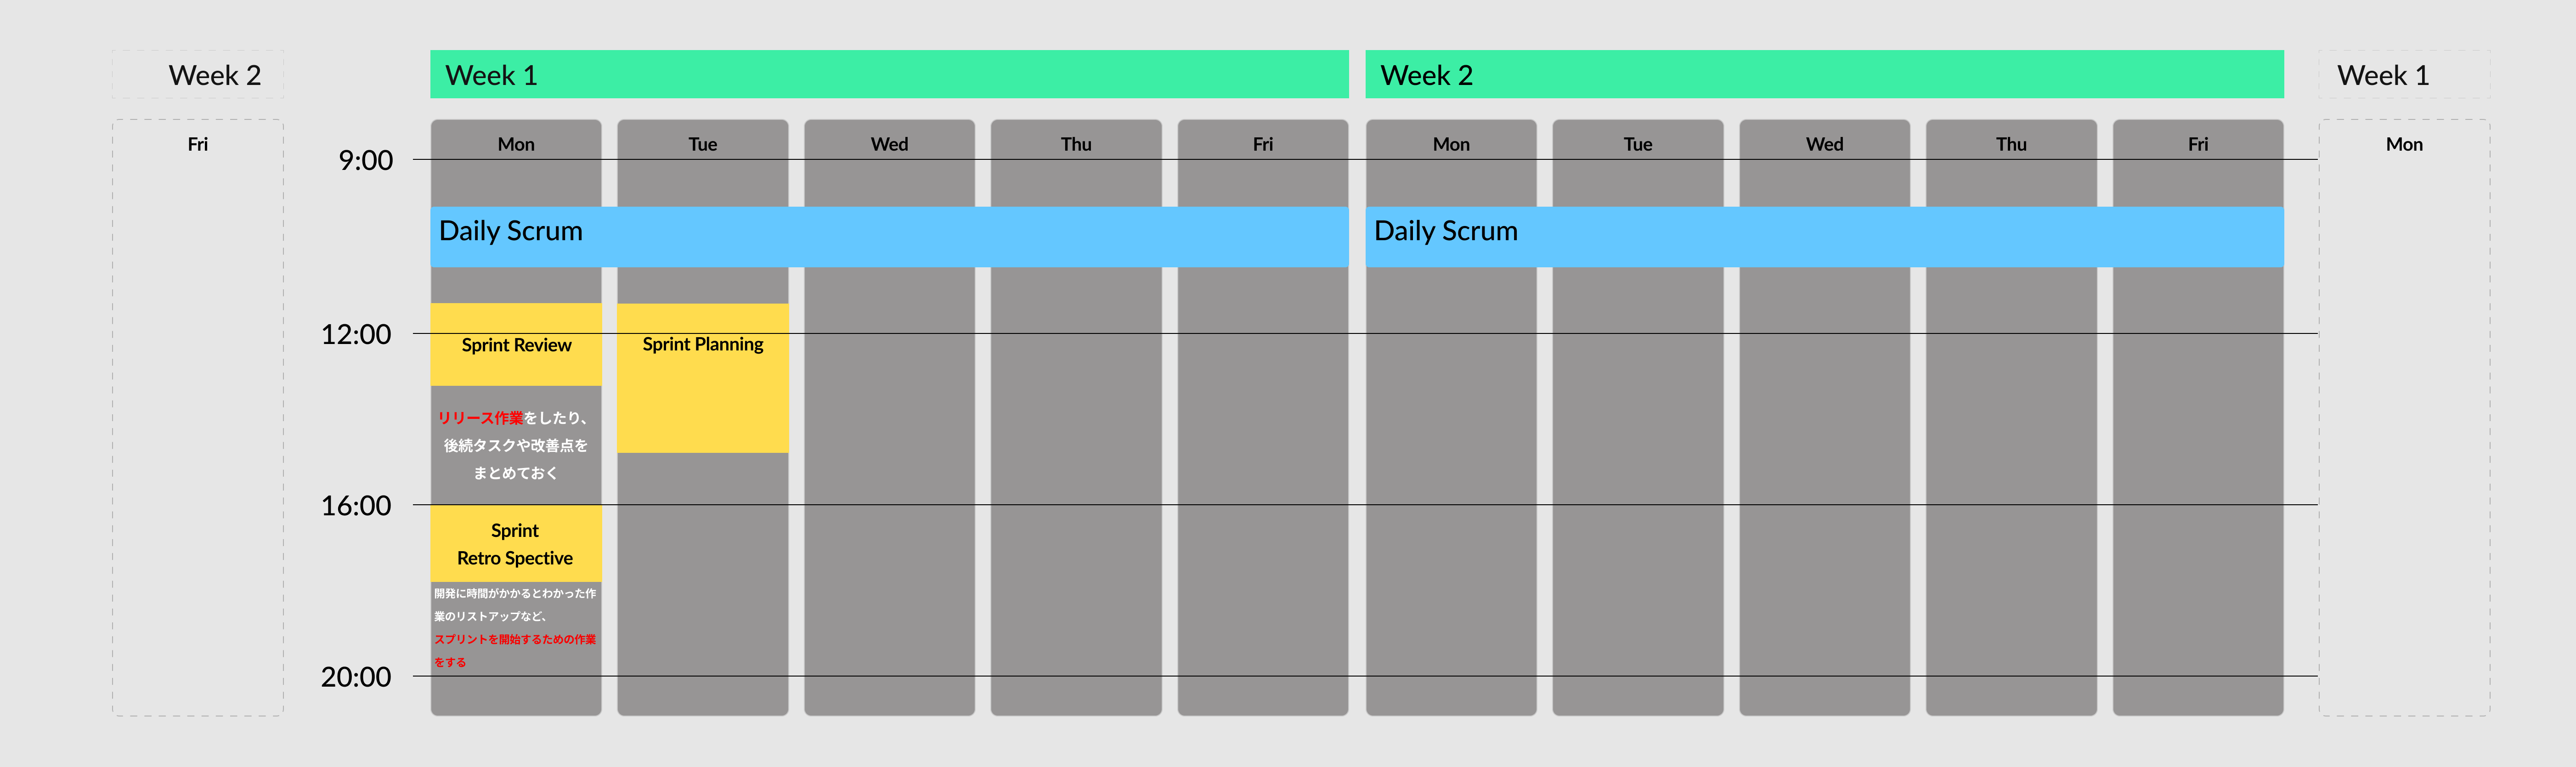 Week 2
Week 1
Week 2
Week 1
Fri
Mon
Tue
Wed
Thu
Fri
Mon
Tue
Wed
Thu
Fri
Mon
9:00
Daily Scrum
Daily Scrum
12:00
Sprint Review
Sprint Planning
リリース作業をしたり、
後続タスクや改善点を
まとめておく
16:00
Sprint
Retro Spective
開発に時間がかかるとわかった作
業のリストアップなど、
スプリントを開始するための作業
をする
20:00